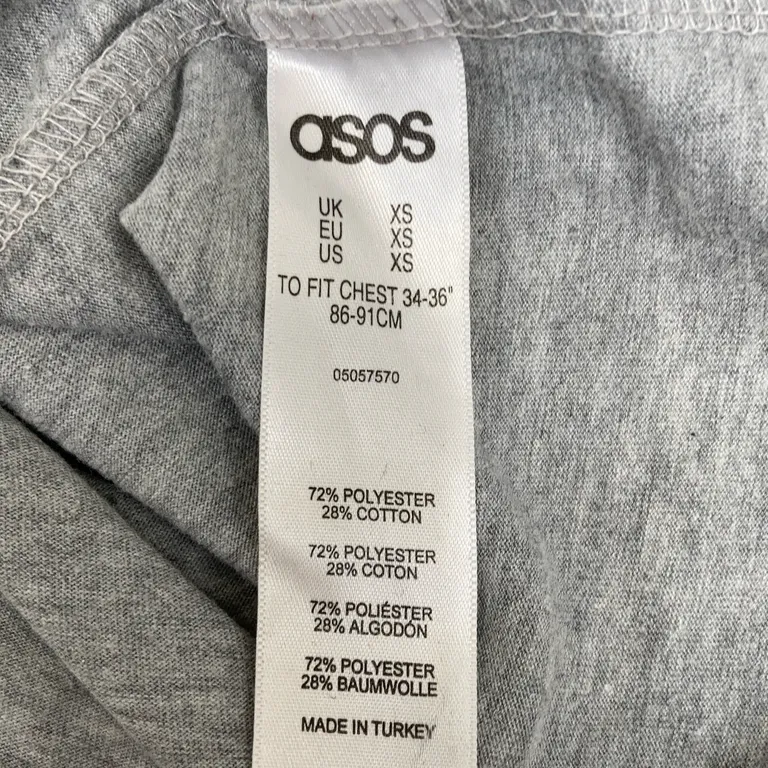 asos
UK XS
EU XS
US XS
TO FIT CHEST 34-36"
86-91CM
05057570
72% POLYESTER
28% COTTON
72% POLYESTER
28% COTON
72% POLIÉSTER
28% ALGODÓN
72% POLYESTER
28% BAUMWOLLE
MADE IN TURKEY